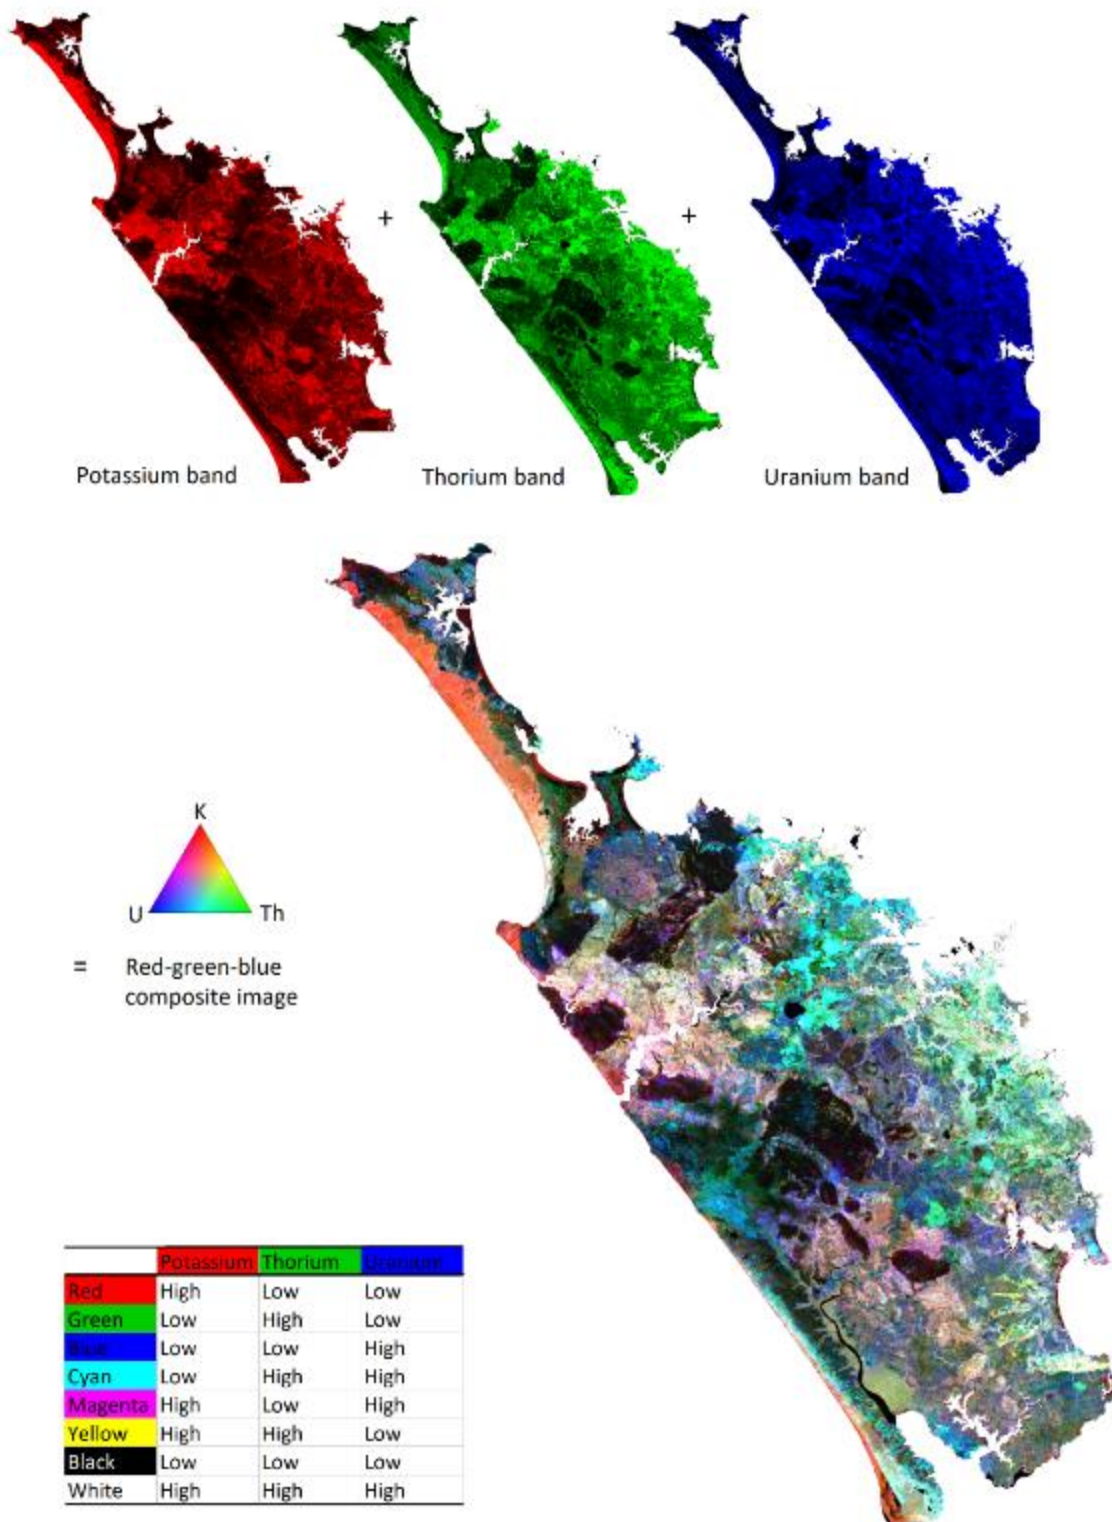 +
+
Potassium band
Thorium band
Uranium band
K
U
Th
= Red-green-blue
composite image
Potassium Thorium Uranium
Red High Low Low
Green Low High Low
Blue Low Low High
Cyan Low High High
Magenta High Low High
Yellow High High Low
Black Low Low Low
White High High High